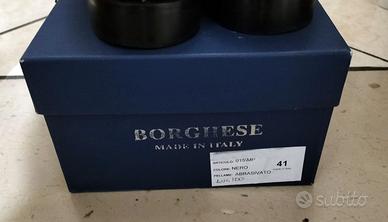 BORGHESE
MADE IN ITALY
ARTICOLO: 015\MP
COLORE: NERO
PELLAME: ABRASIVATO
41
subito